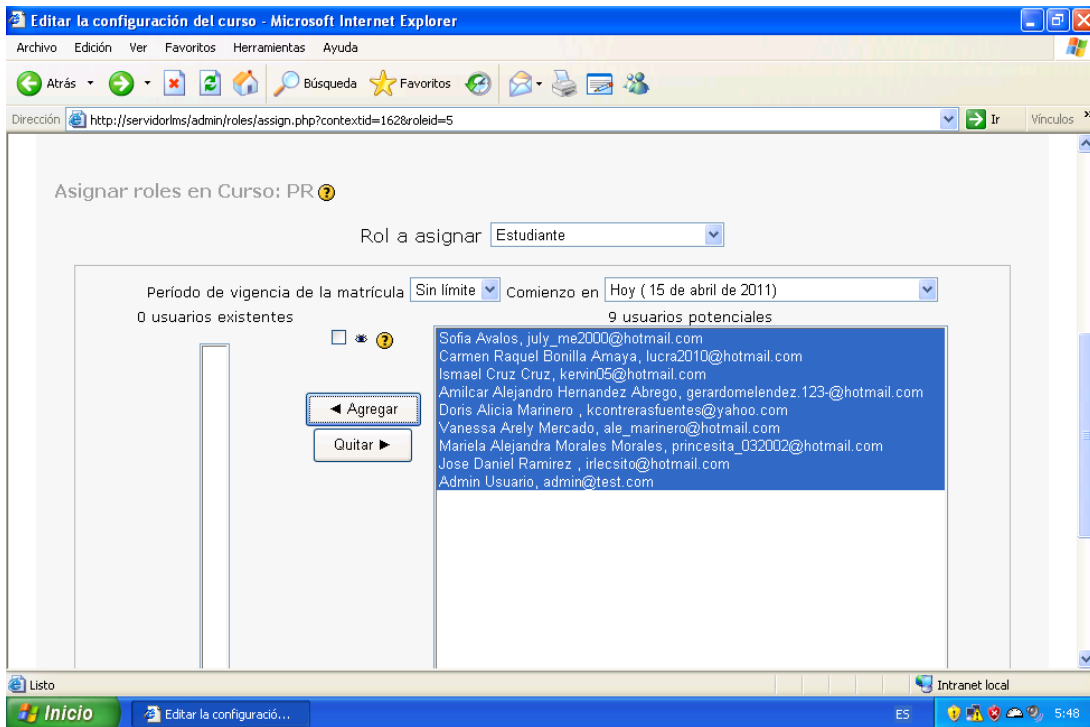 Editar la configuración del curso - Microsoft Internet Explorer
Archivo Edición Ver Favoritos Herramientas Ayuda
Atrás Búsqueda Favoritos
Dirección http://servidorlms/admin/roles/assign.php?contextid=162&roleid=5 Ir Vínculos »
Asignar roles en Curso: PR
Rol a asignar Estudiante
Período de vigencia de la matrícula Sin límite Comienzo en Hoy ( 15 de abril de 2011)
0 usuarios existentes 9 usuarios potenciales
Sofia Avalos, july_me2000@hotmail.com
Carmen Raquel Bonilla Amaya, lucra2010@hotmail.com
Ismael Cruz Cruz, kervin05@hotmail.com
Amilcar Alejandro Hernandez Abrego, gerardomelendez.123-@hotmail.com
◄ Agregar
Doris Alicia Marinero , kcontrerasfuentes@yahoo.com
Vanessa Arely Mercado, ale_marinero@hotmail.com
Quitar ►
Mariela Alejandra Morales Morales, princesita_032002@hotmail.com
Jose Daniel Ramirez , irlecsito@hotmail.com
Admin Usuario, admin@test.com
Listo Intranet local
Inicio Editar la configuració... ES 5:48